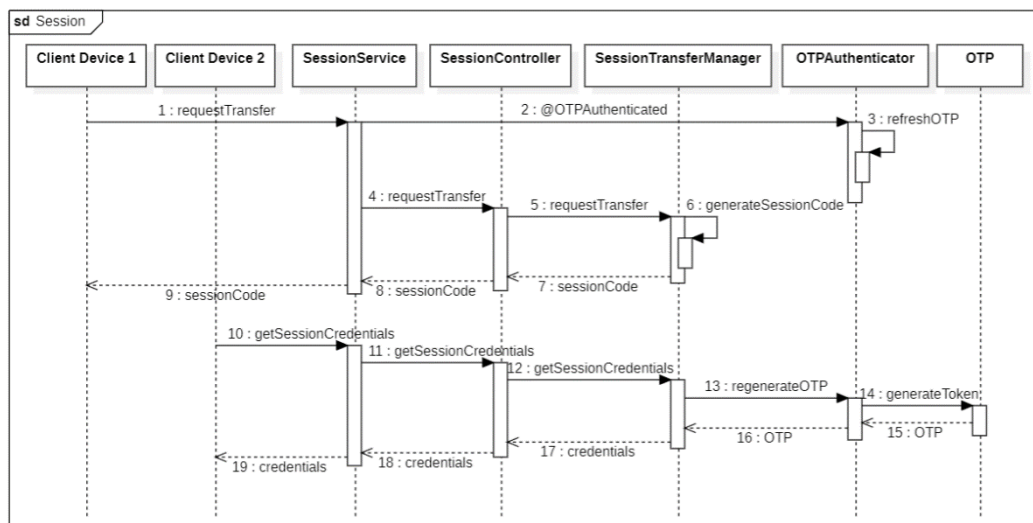 sd Session
Client Device 1
Client Device 2
SessionService
SessionController
SessionTransferManager
OTPAuthenticator
OTP
1 : requestTransfer
2 : @OTPAuthenticated
3 : refreshOTP
4 : requestTransfer
5 : requestTransfer
6 : generateSessionCode
7 : sessionCode
8 : sessionCode
9 : sessionCode
10 : getSessionCredentials
11 : getSessionCredentials
12 : getSessionCredentials
13 : regenerateOTP
14 : generateToken
15 : OTP
16 : OTP
17 : credentials
18 : credentials
19 : credentials